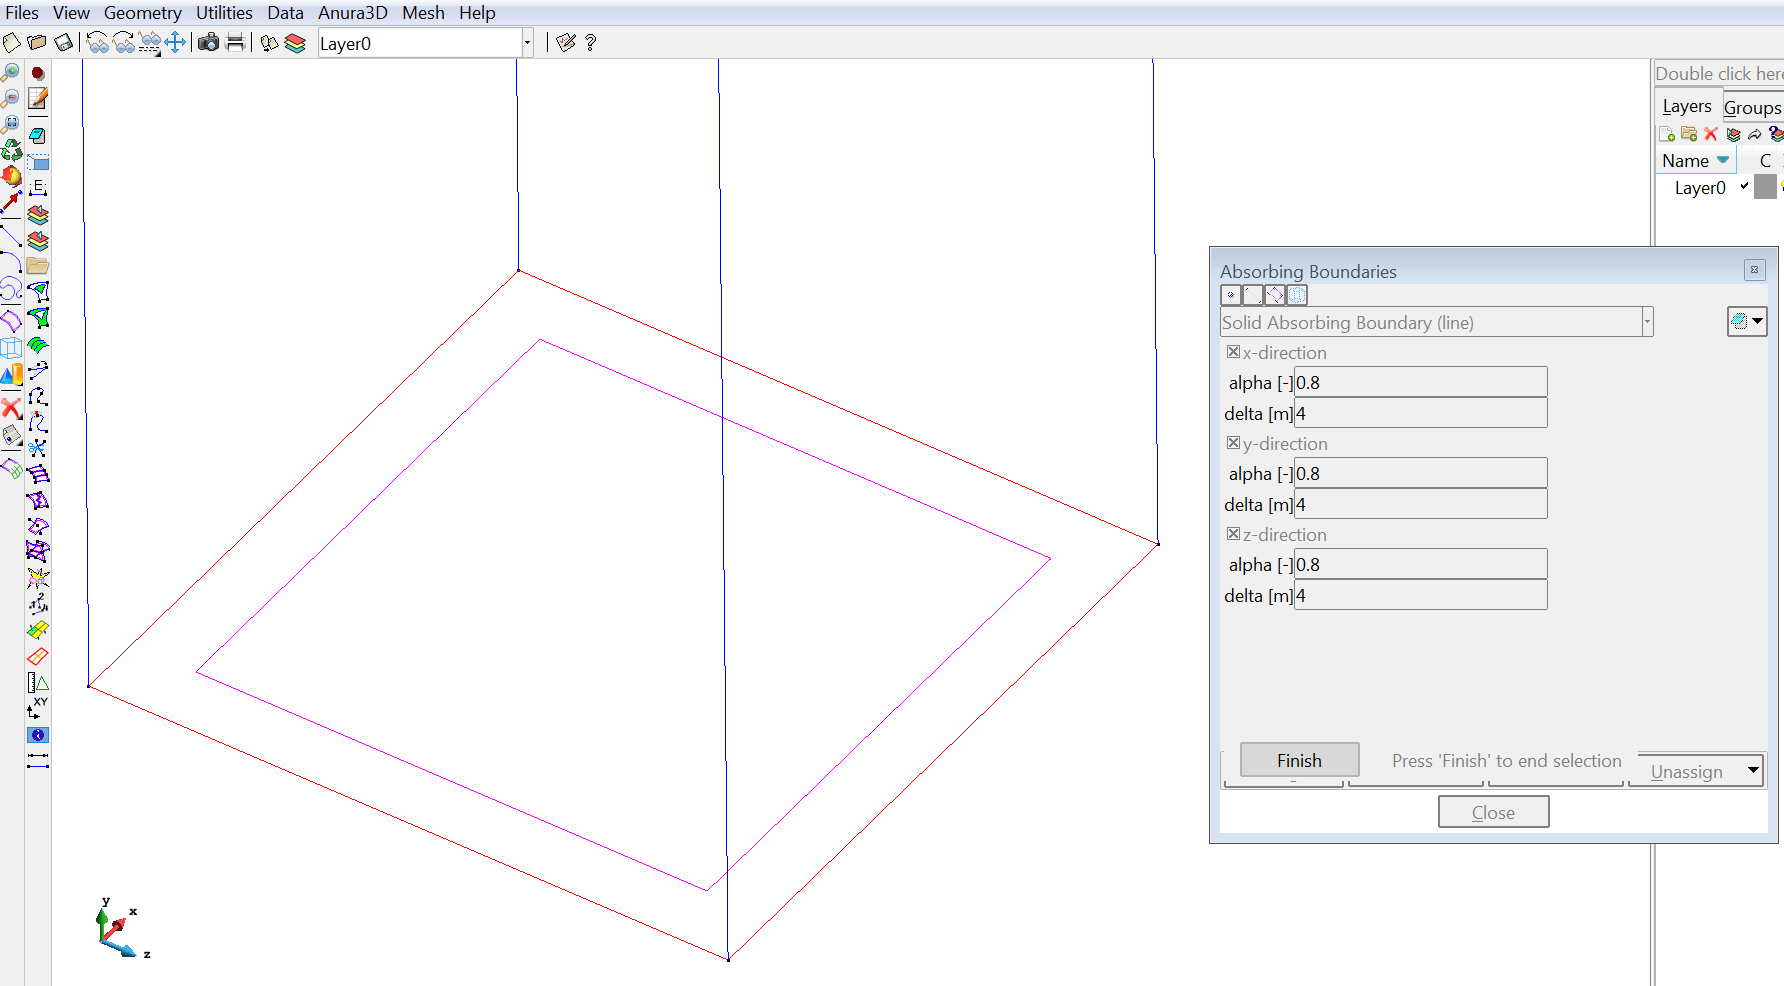 Files View Geometry Utilities Data Anura3D Mesh Help
Layer0
Double click here
Layers Groups
Name C
Layer0
Absorbing Boundaries
Solid Absorbing Boundary (line)
x-direction
alpha [-] 0.8
delta [m] 4
y-direction
alpha [-] 0.8
delta [m] 4
z-direction
alpha [-] 0.8
delta [m] 4
Finish Press 'Finish' to end selection Unassign
Close
E
XY
y
x
z